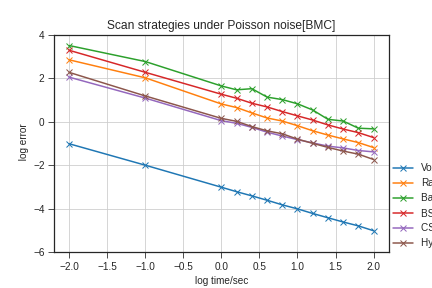 Scan strategies under Poisson noise[BMC]
4
2
0
−2
−4
−6
log error
−2.0 −1.5 −1.0 −0.5 0.0 0.5 1.0 1.5 2.0
log time/sec
Vo
Ra
Ba
BS
CS
Hy